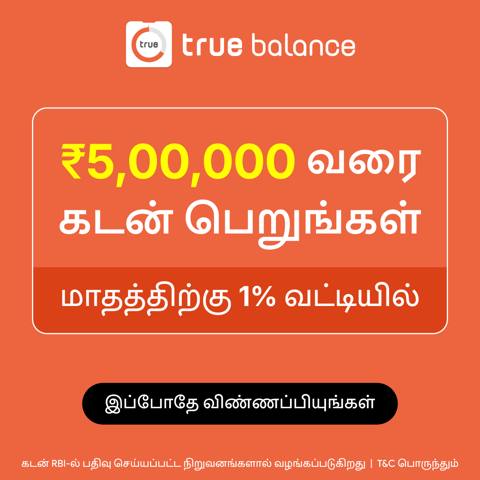 true
true balance
₹5,00,000 வரை
கடன் பெறுங்கள்
மாதத்திற்கு 1% வட்டியில்
இப்போதே விண்ணப்பியுங்கள்
கடன் RBI-ல் பதிவு செய்யப்பட்ட நிறுவனங்களால் வழங்கப்படுகிறது | T&C பொருந்தும்